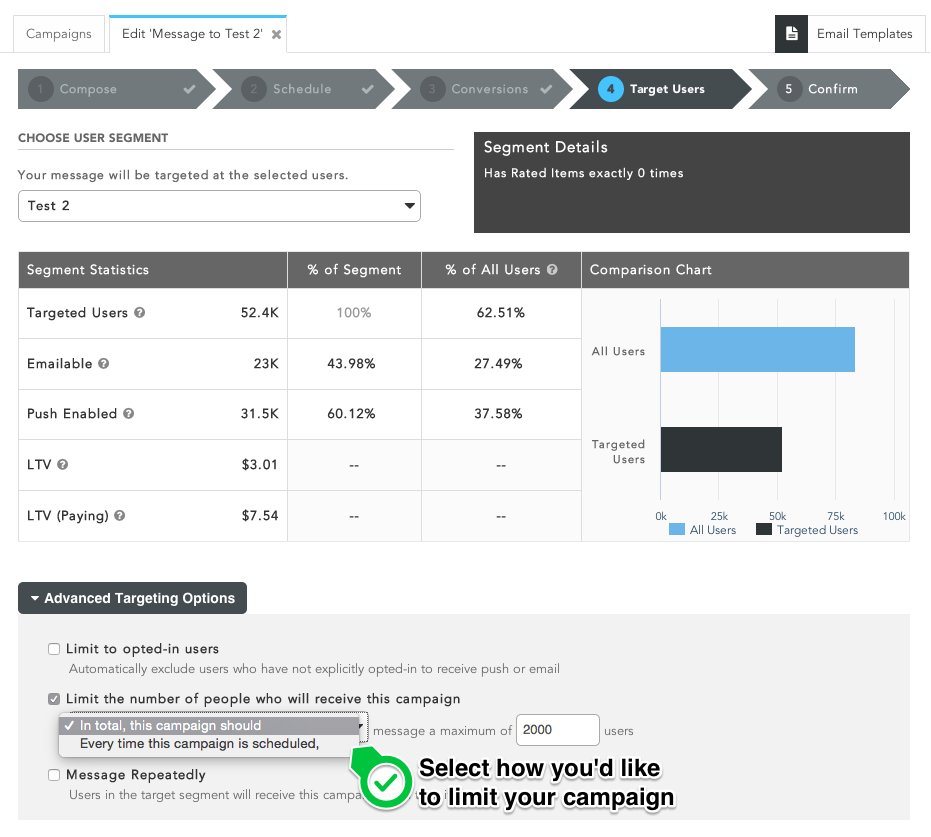 Campaigns
Edit 'Message to Test 2' ×
Email Templates
1 Compose ✓ 2 Schedule ✓ 3 Conversions ✓ 4 Target Users 5 Confirm
CHOOSE USER SEGMENT
Your message will be targeted at the selected users.
Test 2
Segment Details
Has Rated Items exactly 0 times
Segment Statistics % of Segment % of All Users ? Comparison Chart
Targeted Users ? 52.4K 100% 62.51%
Emailable ? 23K 43.98% 27.49%
Push Enabled ? 31.5K 60.12% 37.58%
LTV ? $3.01 -- --
LTV (Paying) ? $7.54 -- --
All Users
Targeted
Users
0k 25k 50k 75k 100k
All Users Targeted Users
Advanced Targeting Options
Limit to opted-in users
Automatically exclude users who have not explicitly opted-in to receive push or email
Limit the number of people who will receive this campaign
✓ In total, this campaign should
Every time this campaign is scheduled,
message a maximum of 2000 users
Message Repeatedly
Users in the target segment will receive this
Select how you'd like
to limit your campaign